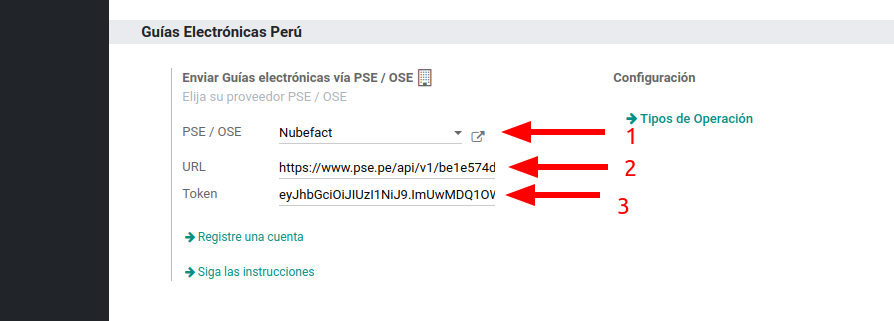 Guías Electrónicas Perú
Enviar Guías electrónicas vía PSE / OSE
Configuración
Elija su proveedor PSE / OSE
Tipos de Operación
PSE / OSE Nubefact
1
URL https://www.pse.pe/api/v1/be1e574d
2
Token eyJhbGciOiJIUzI1NiJ9.ImUwMDQ1OW
3
Registre una cuenta
Siga las instrucciones